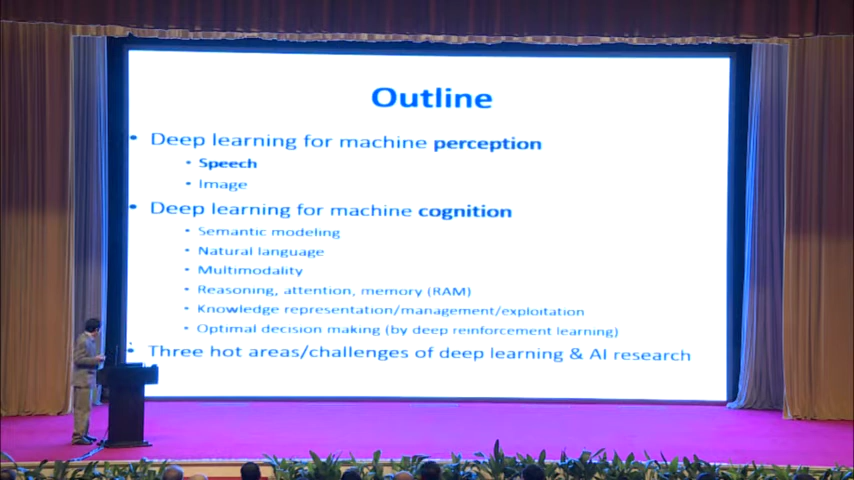 Outline
• Deep learning for machine perception
• Speech
• Image
• Deep learning for machine cognition
• Semantic modeling
• Natural language
• Multimodality
• Reasoning, attention, memory (RAM)
• Knowledge representation/management/exploitation
• Optimal decision making (by deep reinforcement learning)
• Three hot areas/challenges of deep learning & AI research